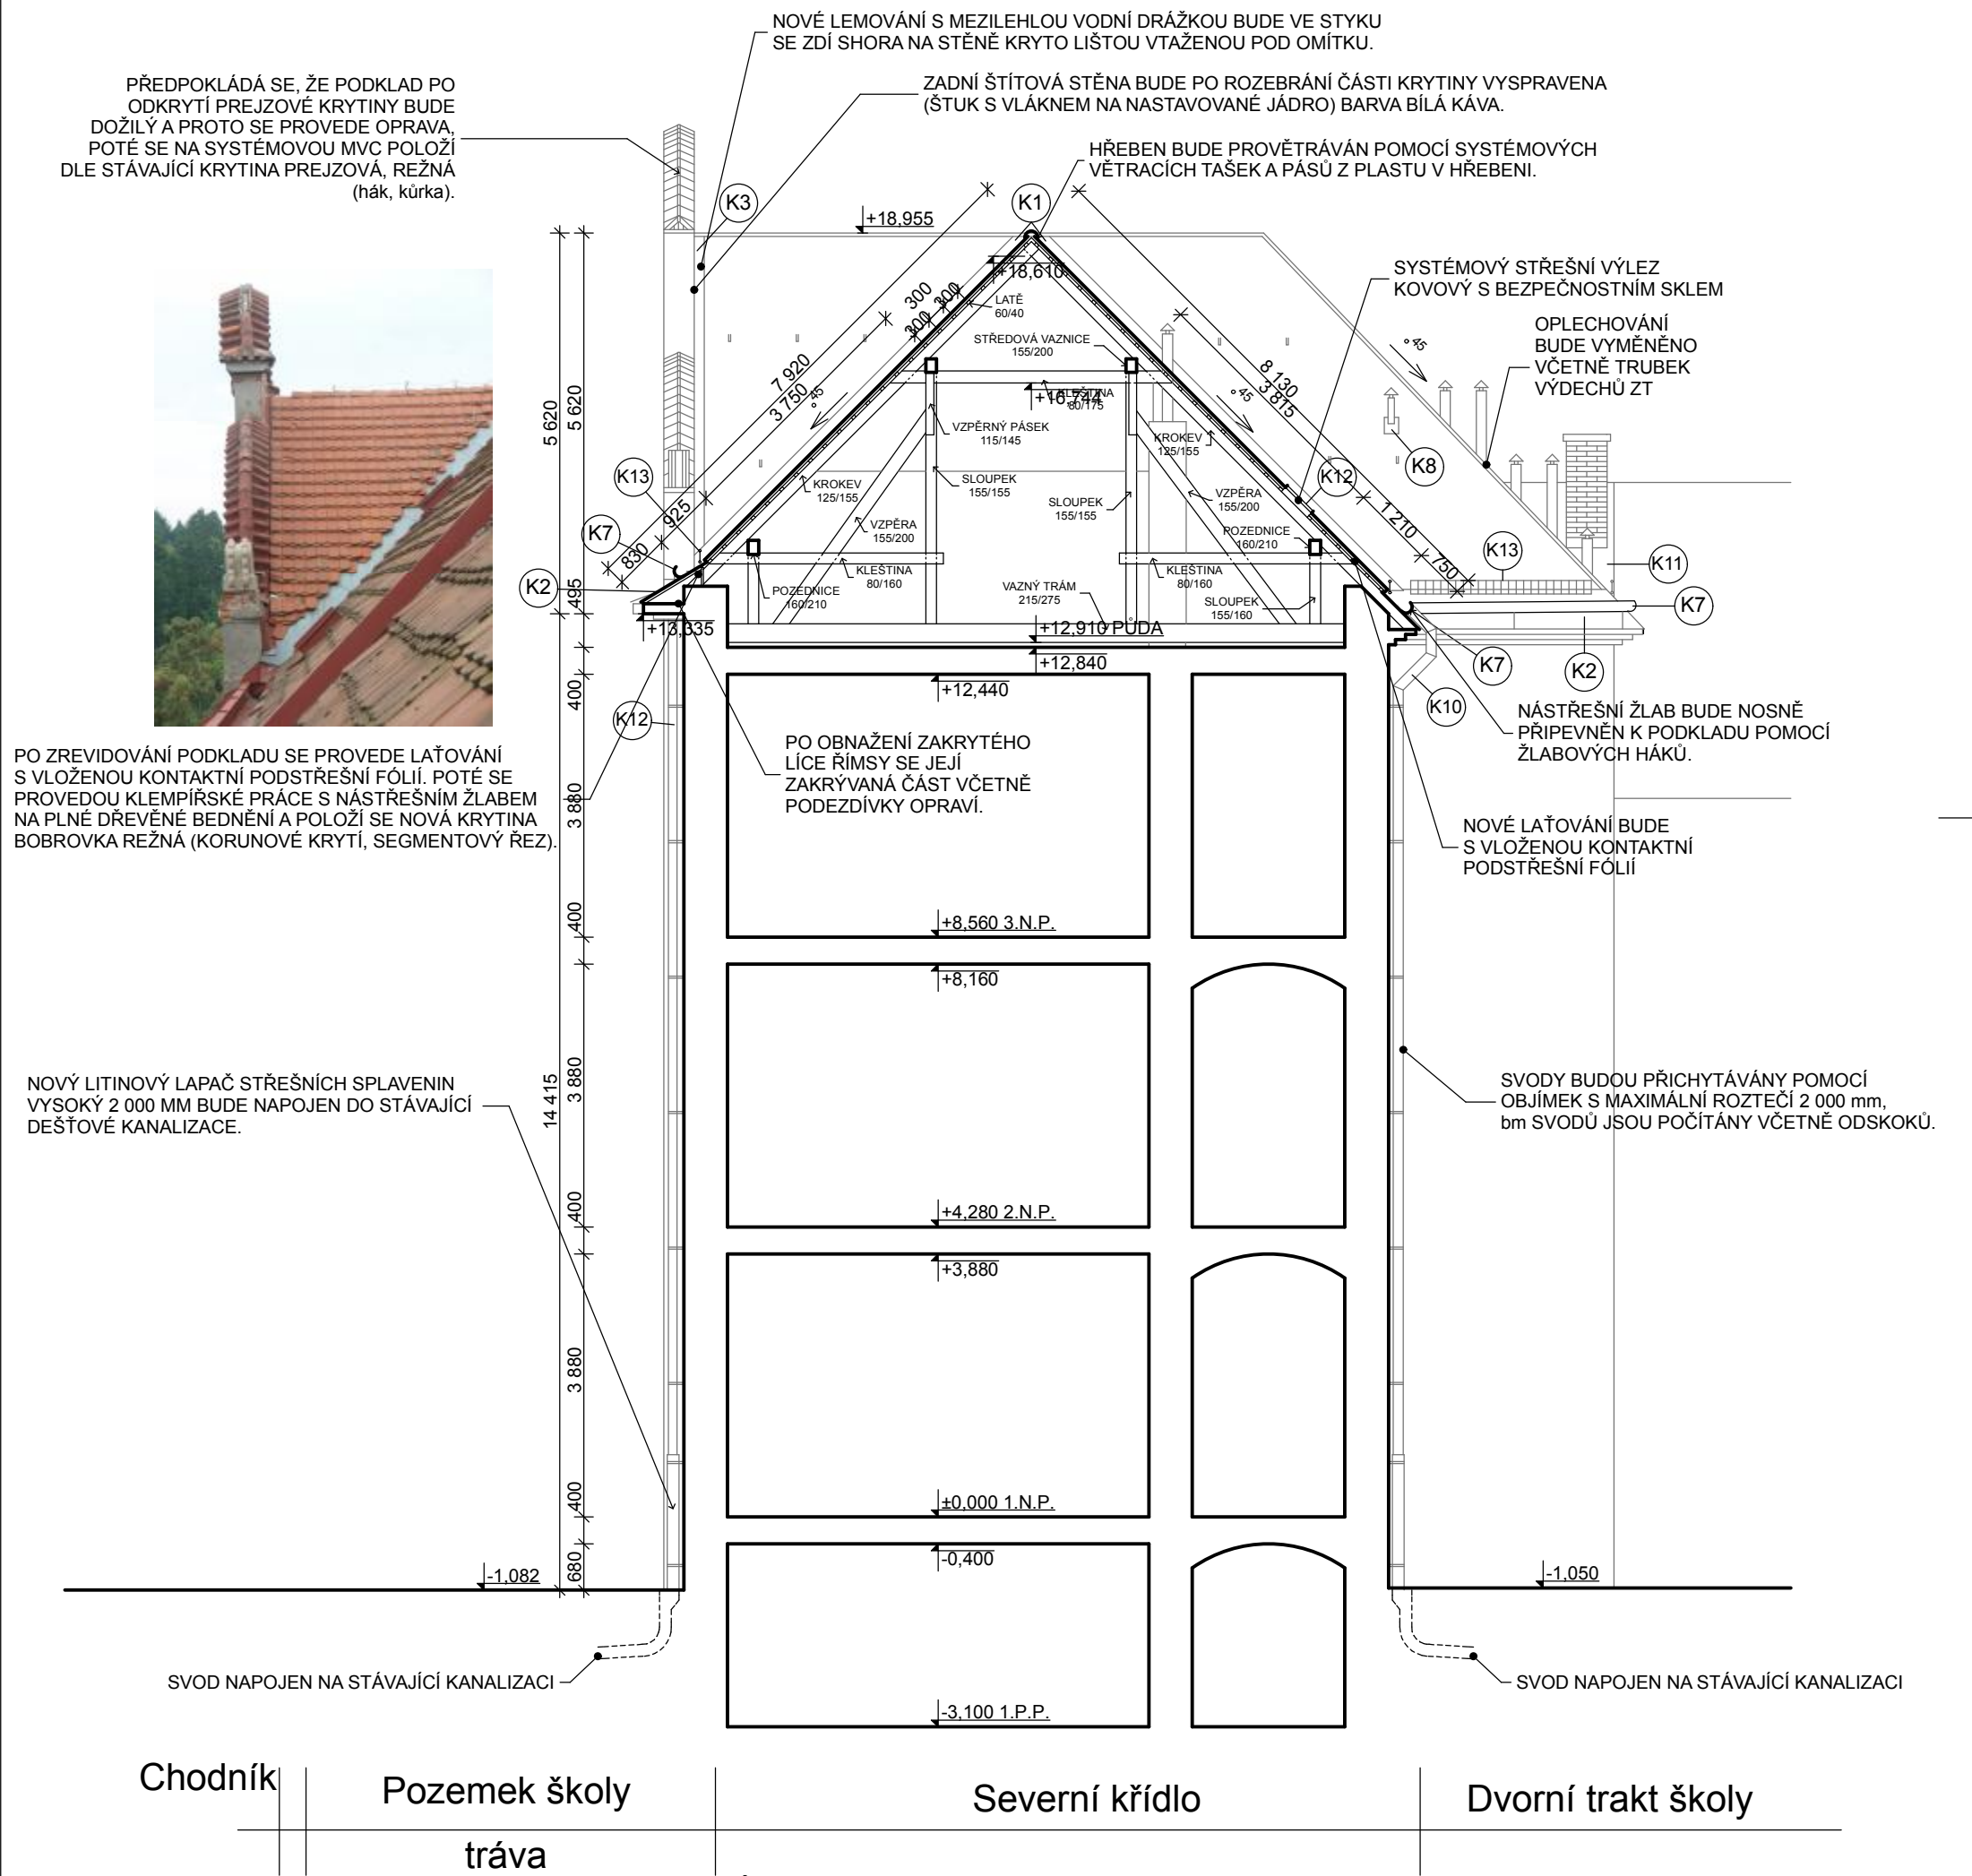 NOVÉ LEMOVÁNÍ S MEZILEHLOU VODNÍ DRÁŽKOU BUDE VE STYKU
SE ZDÍ SHORA NA STĚNĚ KRYTO LIŠTOU VTAŽENOU POD OMÍTKU.
PŘEDPOKLÁDÁ SE, ŽE PODKLAD PO
ODKRYTÍ PREJZOVÉ KRYTINY BUDE
DOŽILÝ A PROTO SE PROVEDE OPRAVA,
POTÉ SE NA SYSTÉMOVOU MVC POLOŽÍ
DLE STÁVAJÍCÍ KRYTINA PREJZOVÁ, REŽNÁ
(hák, kůrka).
ZADNÍ ŠTÍTOVÁ STĚNA BUDE PO ROZEBRÁNÍ ČÁSTI KRYTINY VYSPRAVENA
(ŠTUK S VLÁKNEM NA NASTAVOVANÉ JÁDRO) BARVA BÍLÁ KÁVA.
HŘEBEN BUDE PROVĚTRÁVÁN POMOCÍ SYSTÉMOVÝCH
VĚTRACÍCH TAŠEK A PÁSŮ Z PLASTU V HŘEBENI.
K3
K1
+18,955
+18,610
SYSTÉMOVÝ STŘEŠNÍ VÝLEZ
KOVOVÝ S BEZPEČNOSTNÍM SKLEM
OPLECHOVÁNÍ
BUDE VYMĚNĚNO
VČETNĚ TRUBEK
VÝDECHŮ ZT
300
300
300
LATĚ
60/40
STŘEDOVÁ VAZNICE
155/200
7 920
3 750
45
8 130
3 815
45
45
5 620
5 620
KLEŠTINA
80/175
+16,744
VZPĚRNÝ PÁSEK
115/145
KROKEV
125/155
K8
K13
KROKEV
125/155
SLOUPEK
155/155
SLOUPEK
155/155
VZPĚRA
155/200
K12
VZPĚRA
155/200
925
830
1 210
750
K7
K2
POZEDNICE
160/210
K13
K11
KLEŠTINA
80/160
KLEŠTINA
80/160
POZEDNICE
160/210
VAZNÝ TRÁM
215/275
SLOUPEK
155/160
K7
495
+13,335
+12,910 PŮDA
+12,840
K7
K2
400
+12,440
K12
K10
NÁSTŘEŠNÍ ŽLAB BUDE NOSNĚ
PŘIPEVNĚN K PODKLADU POMOCÍ
ŽLABOVÝCH HÁKŮ.
PO OBNAŽENÍ ZAKRYTÉHO
LÍCE ŘÍMSY SE JEJÍ
ZAKRÝVANÁ ČÁST VČETNĚ
PODEZDÍVKY OPRAVÍ.
PO ZREVIDOVÁNÍ PODKLADU SE PROVEDE LAŤOVÁNÍ
S VLOŽENOU KONTAKTNÍ PODSTŘEŠNÍ FÓLIÍ. POTÉ SE
PROVEDOU KLEMPÍŘSKÉ PRÁCE S NÁSTŘEŠNÍM ŽLABEM
NA PLNÉ DŘEVĚNÉ BEDNĚNÍ A POLOŽÍ SE NOVÁ KRYTINA
BOBROVKA REŽNÁ (KORUNOVÉ KRYTÍ, SEGMENTOVÝ ŘEZ).
3 880
NOVÉ LAŤOVÁNÍ BUDE
S VLOŽENOU KONTAKTNÍ
PODSTŘEŠNÍ FÓLIÍ
400
+8,560 3.N.P.
+8,160
NOVÝ LITINOVÝ LAPAČ STŘEŠNÍCH SPLAVENIN
VYSOKÝ 2 000 MM BUDE NAPOJEN DO STÁVAJÍCÍ
DEŠŤOVÉ KANALIZACE.
14 415
3 880
SVODY BUDOU PŘICHYTÁVÁNY POMOCÍ
OBJÍMEK S MAXIMÁLNÍ ROZTEČÍ 2 000 mm,
bm SVODŮ JSOU POČÍTÁNY VČETNĚ ODSKOKŮ.
400
+4,280 2.N.P.
+3,880
3 880
400
±0,000 1.N.P.
680
-0,400
-1,082
-1,050
SVOD NAPOJEN NA STÁVAJÍCÍ KANALIZACI
SVOD NAPOJEN NA STÁVAJÍCÍ KANALIZACI
-3,100 1.P.P.
Chodník
Pozemek školy
Severní křídlo
Dvorní trakt školy
tráva